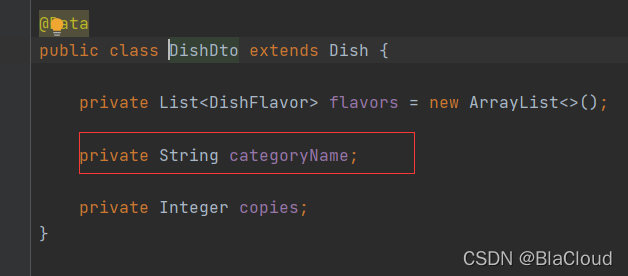 @Data
public class DishDto extends Dish {
private List<DishFlavor> flavors = new ArrayList<>();
private String categoryName;
private Integer copies;
}
CSDN @BlaCloud